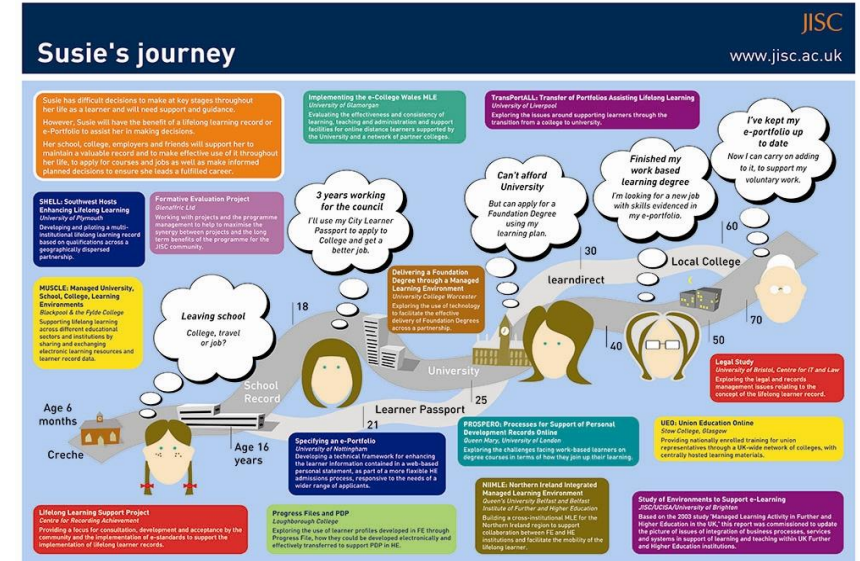 JISC
Susie's journey
www.jisc.ac.uk
Susie has difficult decisions to make at key stages throughout
her life as a learner and will need support and guidance.
However, Susie will have the benefit of a lifelong learning record or
e-Portfolio to assist her in making decisions.
Her school, college, employers and friends will support her to
maintain a valuable record and to make effective use of it throughout
her life, to apply for courses and jobs as well as make informed
planned decisions to ensure she leads a fulfilled career.
Implementing the e-College Wales MLE
University of Glamorgan
Evaluating the effectiveness and consistency of
learning, teaching and administration and support
facilities for online distance learners supported by
the University and a network of partner colleges.
TransPortALL: Transfer of Portfolios Assisting Lifelong Learning
University of Liverpool
Exploring the issues around supporting learners through the
transition from a college to university.
SHELL: Southwest Hosts
Enhancing Lifelong Learning
University of Plymouth
Developing and piloting a multi-
institutional lifelong learning record
based on qualifications across a
geographically dispersed
partnership.
Formative Evaluation Project
Glenaffric Ltd
Working with projects and the programme
management to help to maximise the
synergy between projects and the long
term benefits of the programme for the
JISC community.
3 years working
for the council
I'll use my City Learner
Passport to apply to
College and get a
better job.
Can't afford
University
But can apply for a
Foundation Degree
using my
learning plan.
Finished my
work based
learning degree
I'm looking for a new job
with skills evidenced in
my e-portfolio.
I've kept my
e-portfolio up
to date
Now I can carry on adding
to it, to support my
voluntary work.
MUSCLE: Managed University,
School, College, Learning
Environments
Blackpool & the Fylde College
Supporting lifelong learning
across different educational
sectors and institutions by
sharing and exchanging
electronic learning resources and
learner record data.
Leaving school
College, travel
or job?
Delivering a Foundation
Degree through a Managed
Learning Environment
University College Worcester
Exploring the use of technology
to facilitate the effective
delivery of Foundation Degrees
across a partnership.
18
30
60
learndirect
Local College
40
50
70
School
Record
University
25
Learner Passport
21
Age 6
months
Creche
Age 16
years
Legal Study
University of Bristol, Centre for IT and Law
Exploring the legal and records
management issues relating to
the concept of the lifelong learner record.
Specifying an e-Portfolio
University of Nottingham
Developing a technical framework for enhancing
the learner information contained in a web-based
personal statement, as part of a more flexible HE
admissions process, responsive to the needs of a
wider range of applicants.
PROSPERO: Processes for Support of Personal
Development Records Online
Queen Mary, University of London
Exploring the challenges facing work-based learners on
degree courses in terms of how they join up their learning.
UEO: Union Education Online
Stow College, Glasgow
Providing nationally enrolled training for union
representatives through a UK-wide network of colleges, with
centrally hosted learning materials.
Lifelong Learning Support Project
Centre for Recording Achievement
Providing a focus for consultation, development and acceptance by the
community and the implementation of e-standards to support the
implementation of lifelong learner records.
Progress Files and PDP
Loughborough College
Exploring the use of learner profiles developed in FE through
Progress File, how they could be developed electronically and
effectively transferred to support PDP in HE.
NIIMLE: Northern Ireland Integrated
Managed Learning Environment
Queen's University Belfast and Belfast
Institute of Further and Higher Education
Building a cross-institutional MLE for the
Northern Ireland region to support
collaboration between FE and HE
institutions and facilitate the mobility of the
lifelong learner.
Study of Environments to Support e-Learning
JISC/UCISA/University of Brighton
Based on the 2003 study 'Managed Learning Activity in Further and
Higher Education in the UK,' this report was commissioned to update
the picture of issues of integration of business processes, services
and systems in support of learning and teaching within UK Further
and Higher Education institutions.